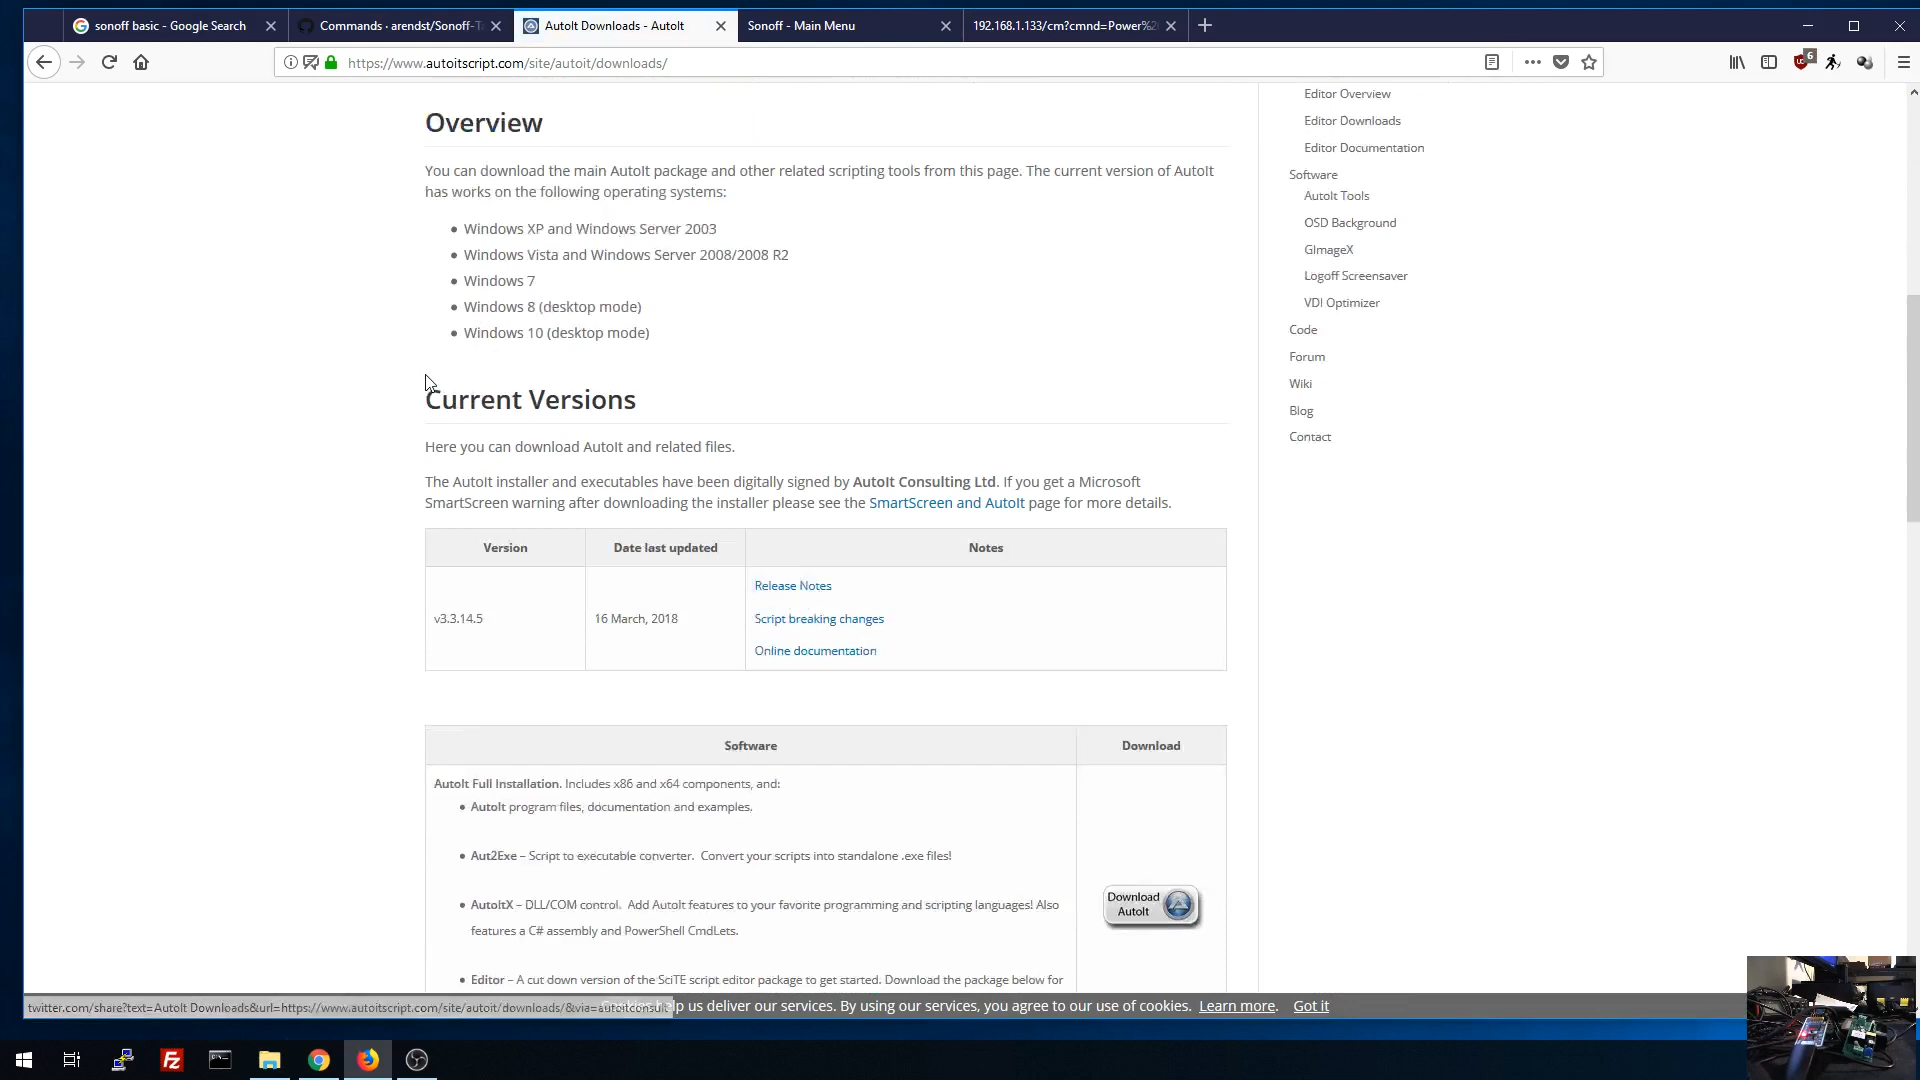 sonoff basic - Google Search
Commands · arendst/Sonoff-T
AutoIt Downloads - AutoIt
Sonoff - Main Menu
192.168.1.133/cm?cmnd=Power%2
https://www.autoitscript.com/site/autoit/downloads/
6
Overview
You can download the main AutoIt package and other related scripting tools from this page. The current version of AutoIt
has works on the following operating systems:
Windows XP and Windows Server 2003
Windows Vista and Windows Server 2008/2008 R2
Windows 7
Windows 8 (desktop mode)
Windows 10 (desktop mode)
Current Versions
Here you can download AutoIt and related files.
The AutoIt installer and executables have been digitally signed by AutoIt Consulting Ltd. If you get a Microsoft
SmartScreen warning after downloading the installer please see the SmartScreen and AutoIt page for more details.
Version
Date last updated
Notes
v3.3.14.5
16 March, 2018
Release Notes
Script breaking changes
Online documentation
Software
Download
AutoIt Full Installation. Includes x86 and x64 components, and:
AutoIt program files, documentation and examples.
Aut2Exe – Script to executable converter. Convert your scripts into standalone .exe files!
AutoItX – DLL/COM control. Add AutoIt features to your favorite programming and scripting languages! Also
features a C# assembly and PowerShell CmdLets.
Editor – A cut down version of the SciTE script editor package to get started. Download the package below for
Download
AutoIt
Editor Overview
Editor Downloads
Editor Documentation
Software
AutoIt Tools
OSD Background
GImageX
Logoff Screensaver
VDI Optimizer
Code
Forum
Wiki
Blog
Contact
twitter.com/share?text=AutoIt Downloads&url=https://www.autoitscript.com/site/autoit/downloads/&via=autoitconsult
help us deliver our services. By using our services, you agree to our use of cookies. Learn more. Got it